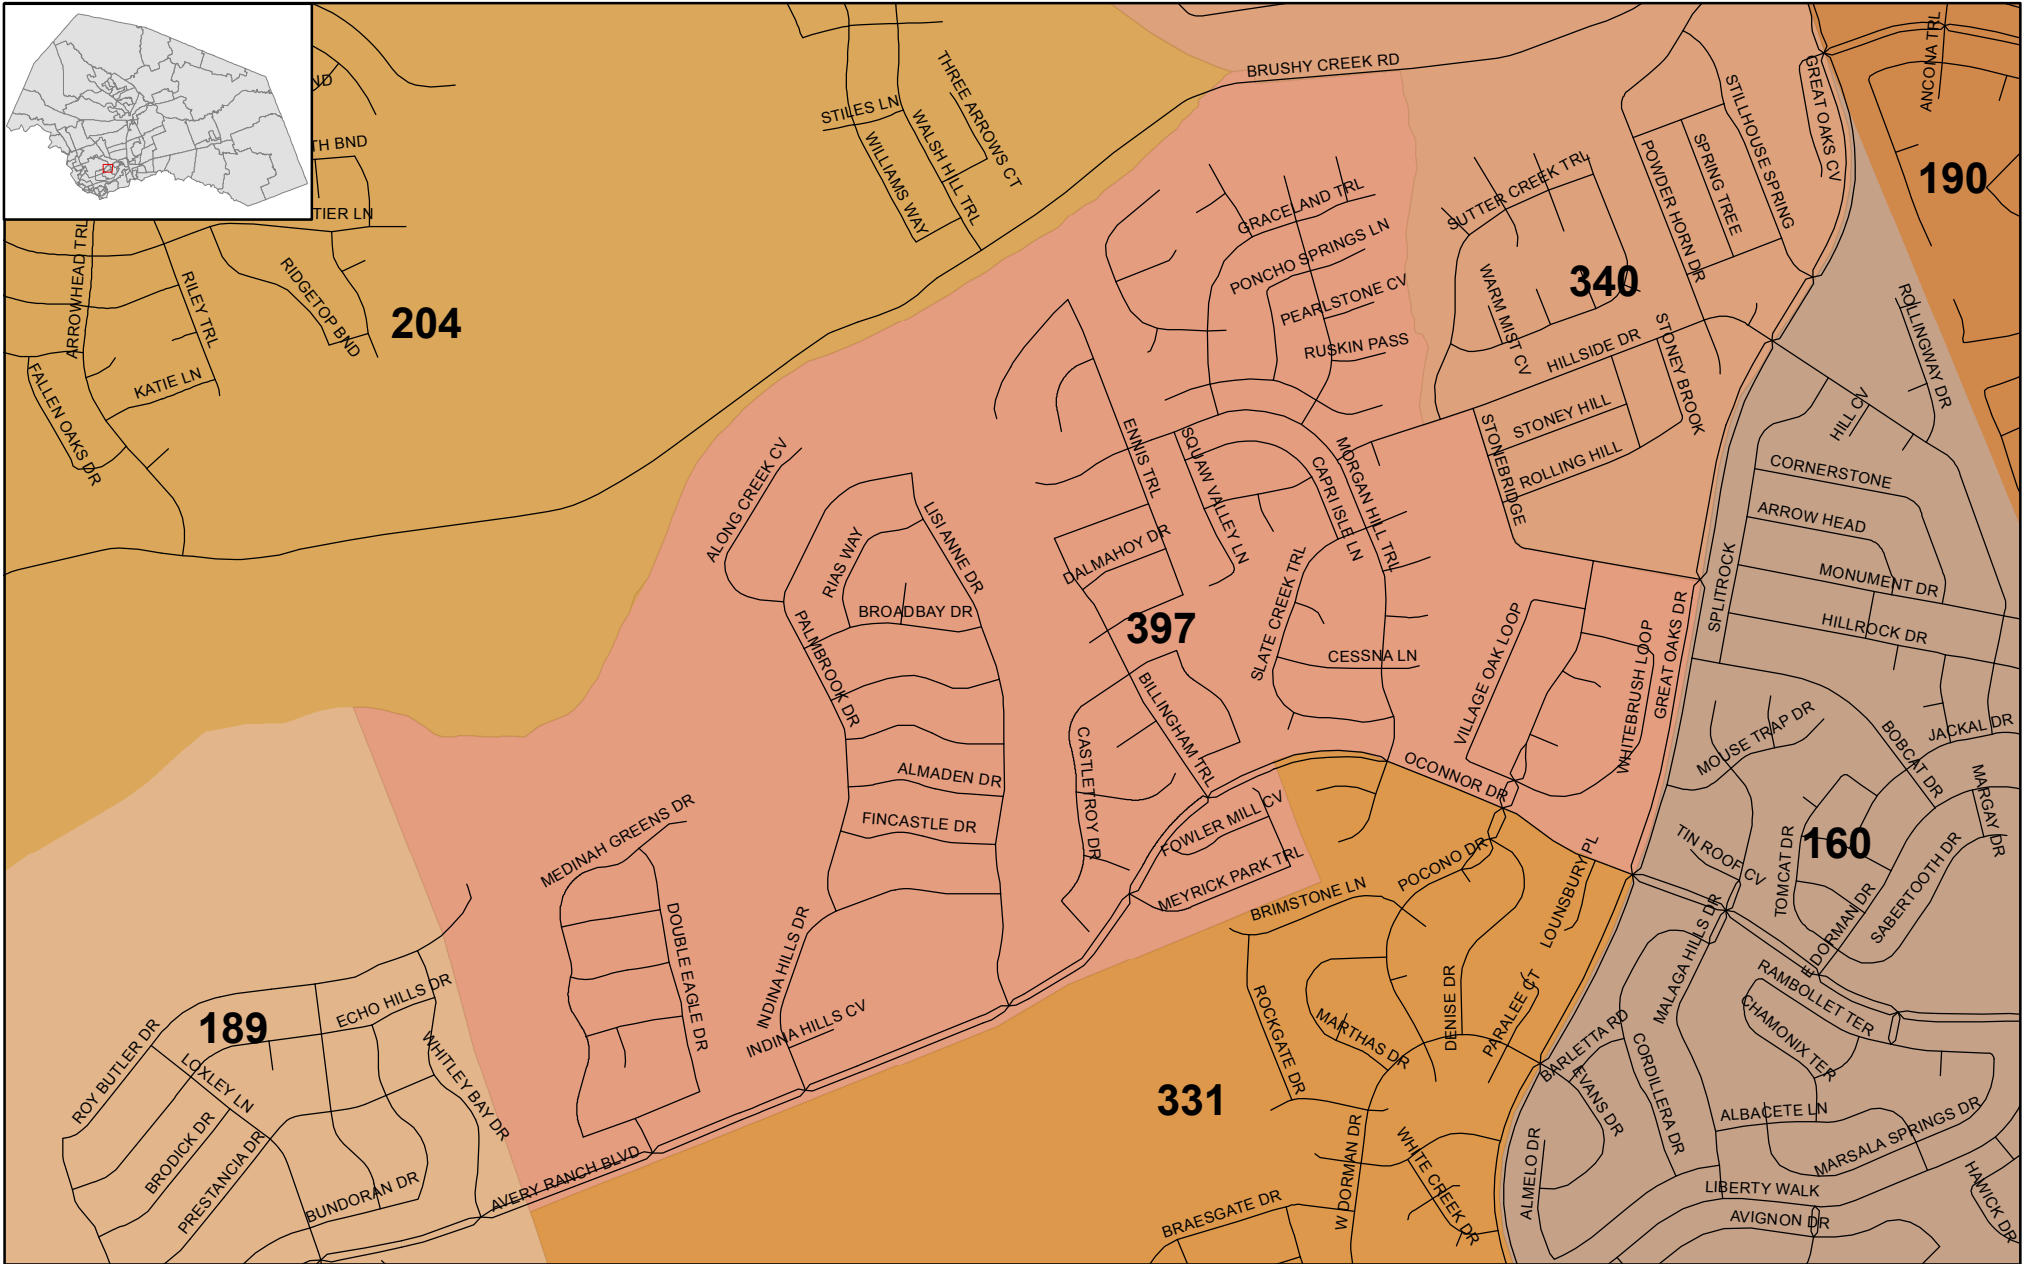 ND
TH BND
TIER LN
ARROWHEAD TRL
RILEY TRL
RIDGETOP BND
204
KATIE LN
FALLEN OAKS DR
STILES LN
WILLIAMS WAY
WALSH HILL TRL
THREE ARROWS CT
BRUSHY CREEK RD
GREAT OAKS CV
ANCONA TRL
190
STILLHOUSE SPRING
SPRING TREE
POWDER HORN DR
SUTTER CREEK TRL
340
WARM MIST CV
HILLSIDE DR
STONEY BROOK
STONEY HILL
ROLLING HILL
STONEBRIDGE
GRACELAND TRL
PONCHO SPRINGS LN
PEARLSTONE CV
RUSKIN PASS
ROLLINGWAY DR
HILL CV
CORNERSTONE
ARROW HEAD
MONUMENT DR
HILLROCK DR
SPLITROCK
ENNIS TRL
SQUAW VALLEY LN
CAPRI ISLE LN
MORGAN HILL TRL
DALMAHOY DR
SLATE CREEK TRL
397
CESSNA LN
BILLINGHAM TRL
CASTLETROY DR
ALONG CREEK CV
RIAS WAY
LISI ANNE DR
BROADBAY DR
PALMBROOK DR
ALMADEN DR
FINCASTLE DR
VILLAGE OAK LOOP
WHITEBRUSH LOOP
GREAT OAKS DR
OCONNOR DR
MOUSE TRAP DR
BOBCAT DR
JACKAL DR
MARGAY DR
160
TIN ROOF CV
TOMCAT DR
SABERTOOTH DR
E DORMAN DR
MALAGA HILLS DR
RAMBOLLET TER
CHAMONIX TER
FOWLER MILL CV
MEYRICK PARK TRL
BRIMSTONE LN
POCONO DR
LOUNSBURY PL
MEDINAH GREENS DR
DOUBLE EAGLE DR
INDINA HILLS DR
INDINA HILLS CV
189
ECHO HILLS DR
ROY BUTLER DR
LOXLEY LN
WHITLEY BAY DR
BRODICK DR
PRESTANCIA DR
BUNDORAN DR
AVERY RANCH BLVD
331
ROCKGATE DR
MARTHAS DR
DENISE DR
PARALEE CT
BARLETTA RD
EVANS DR
CORDILLERA DR
ALBACETE LN
MARSALA SPRINGS DR
W DORMAN DR
WHITE CREEK DR
BRAESGATE DR
ALMELO DR
LIBERTY WALK
AVIGNON DR
HAWICK DR